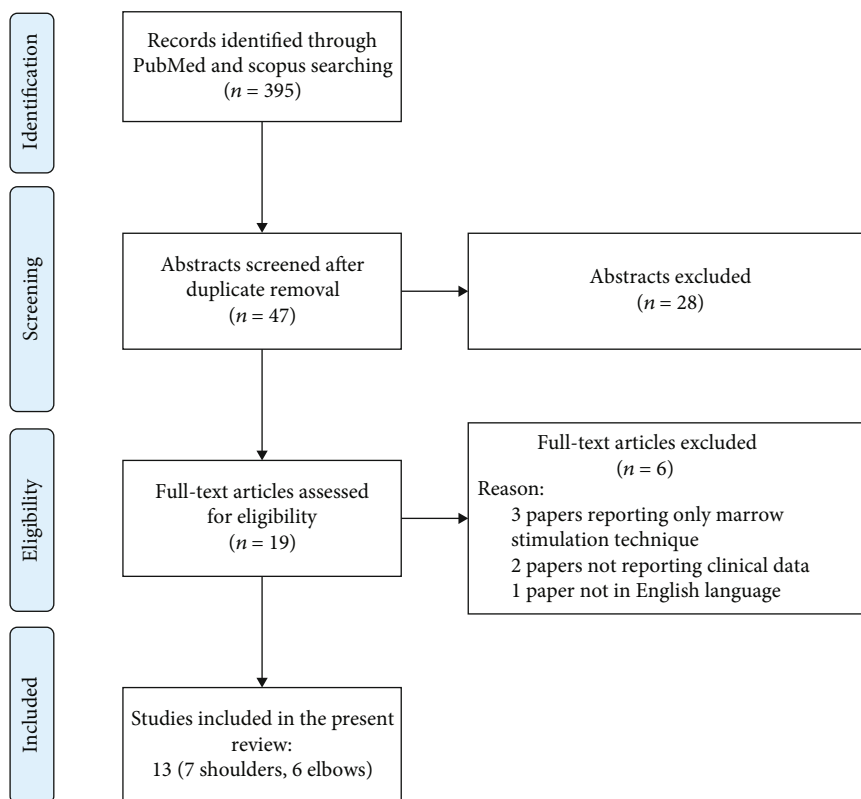 Identification
Records identified through
PubMed and scopus searching
(n = 395)
Screening
Abstracts screened after
duplicate removal
(n = 47)
Abstracts excluded
(n = 28)
Eligibility
Full-text articles assessed
for eligibility
(n = 19)
Full-text articles excluded
(n = 6)
Reason:
3 papers reporting only marrow
stimulation technique
2 papers not reporting clinical data
1 paper not in English language
Included
Studies included in the present
review:
13 (7 shoulders, 6 elbows)